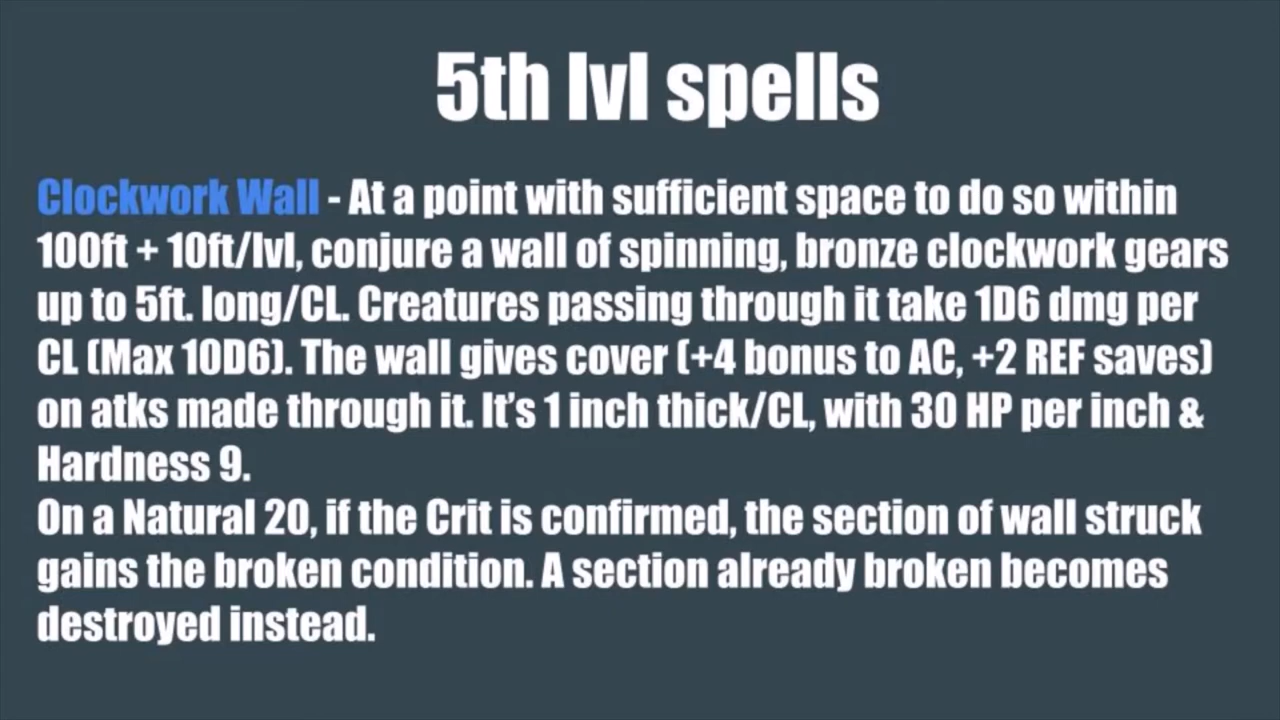 5th lvl spells
Clockwork Wall - At a point with sufficient space to do so within
100ft + 10ft/lvl, conjure a wall of spinning, bronze clockwork gears
up to 5ft. long/CL. Creatures passing through it take 1D6 dmg per
CL (Max 10D6). The wall gives cover (+4 bonus to AC, +2 REF saves)
on atks made through it. It's 1 inch thick/CL, with 30 HP per inch &
Hardness 9.
On a Natural 20, if the Crit is confirmed, the section of wall struck
gains the broken condition. A section already broken becomes
destroyed instead.